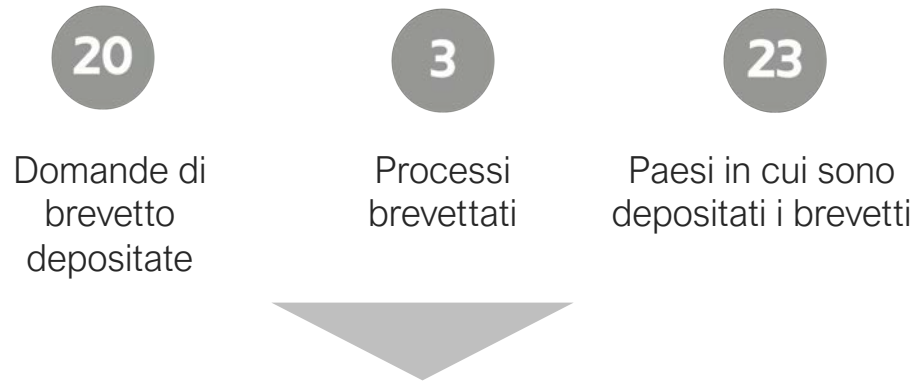 20
Domande di
brevetto
depositate
3
Processi
brevettati
23
Paesi in cui sono
depositati i brevetti